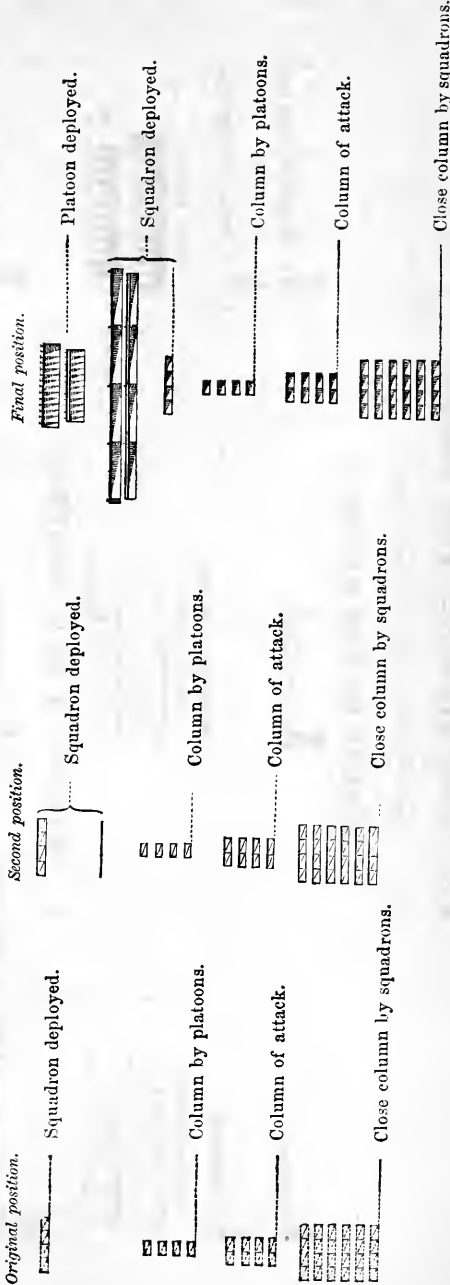 Original position.
Squadron deployed.
Column by platoons.
Column of attack.
Close column by squadrons.
Second position.
Squadron deployed.
Column by platoons.
Column of attack.
Close column by squadrons.
Final position.
Platoon deployed.
Squadron deployed.
Column by platoons.
Column of attack.
Close column by squadrons.